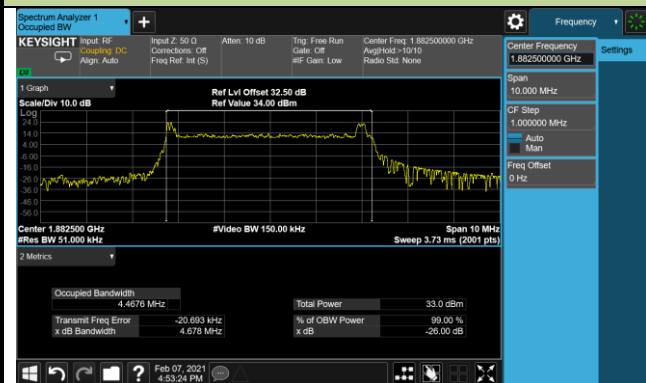 Spectrum Analyzer 1
Occupied BW
KEYSIGHT
Input: RF
Coupling: DC
Align: Auto
Input Z: 50 Ω
Corrections: Off
Freq Ref: Int (S)
Atten: 10 dB
Trig: Free Run
Gate: Off
#IF Gain: Low
Center Freq: 1.882500000 GHz
Avg|Hold:>10/10
Radio Std: None
1 Graph
Scale/Div 10.0 dB
Ref Lvl Offset 32.50 dB
Ref Value 34.00 dBm
Log
24.0
14.0
4.00
-6.00
-16.0
-26.0
-36.0
-46.0
-56.0
Center 1.882500 GHz
#Res BW 51.000 kHz
#Video BW 150.00 kHz
Span 10 MHz
Sweep 3.73 ms (2001 pts)
2 Metrics
Occupied Bandwidth
4.4676 MHz
Total Power 33.0 dBm
Transmit Freq Error -20.693 kHz
% of OBW Power 99.00 %
x dB Bandwidth 4.678 MHz
x dB -26.00 dB
Feb 07, 2021
4:53:24 PM
Frequency
Settings
Center Frequency
1.882500000 GHz
Span
10.000 MHz
CF Step
1.000000 MHz
Auto
Man
Freq Offset
0 Hz